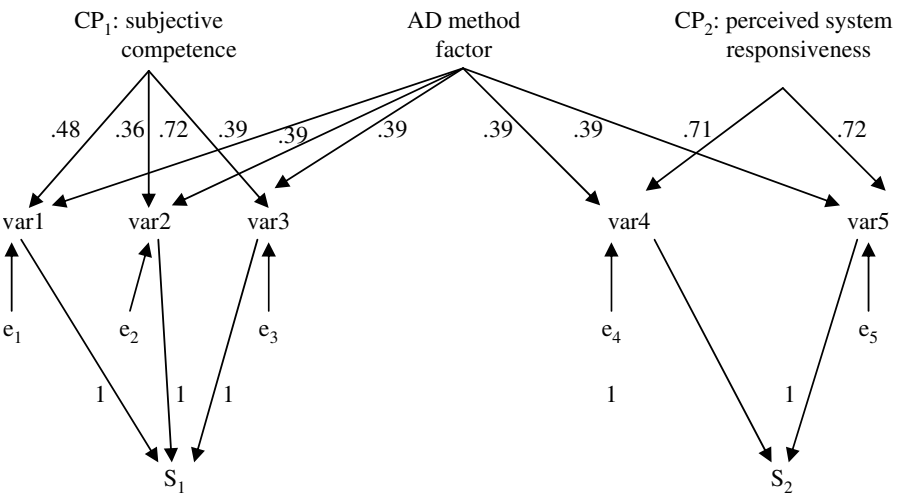 CP₁: subjective
competence
AD method
factor
CP₂: perceived system
responsiveness
.48 .36 .72 .39 .39 .39 .39 .39 .71 .72
var1 var2 var3 var4 var5
e₁ e₂ e₃ e₄ e₅
1 1 1 1 1
S₁ S₂